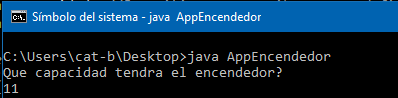 Símbolo del sistema - java AppEncendedor
C:\Users\cat-b\Desktop>java AppEncendedor
Que capacidad tendra el encendedor?
11